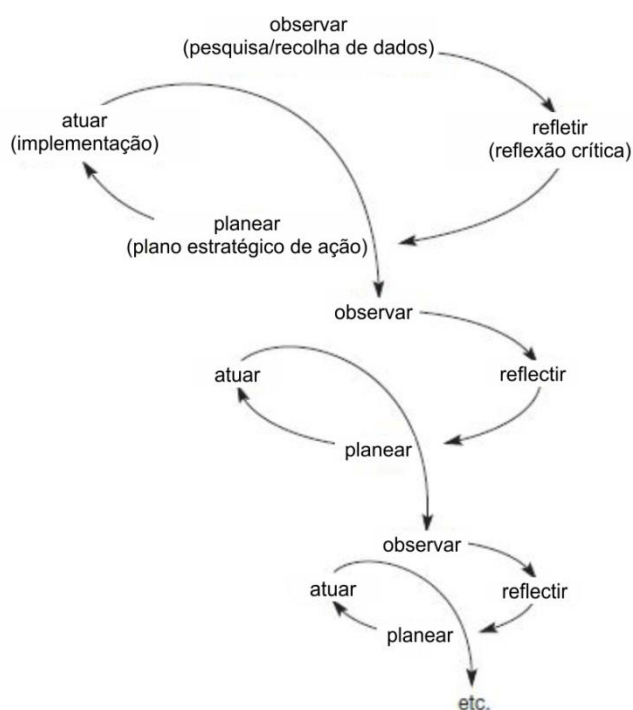 observar
(pesquisa/recolha de dados)
refletir
(reflexão crítica)
atuar
(implementação)
planear
(plano estratégico de ação)
observar
reflectir
atuar
planear
observar
reflectir
atuar
planear
etc.